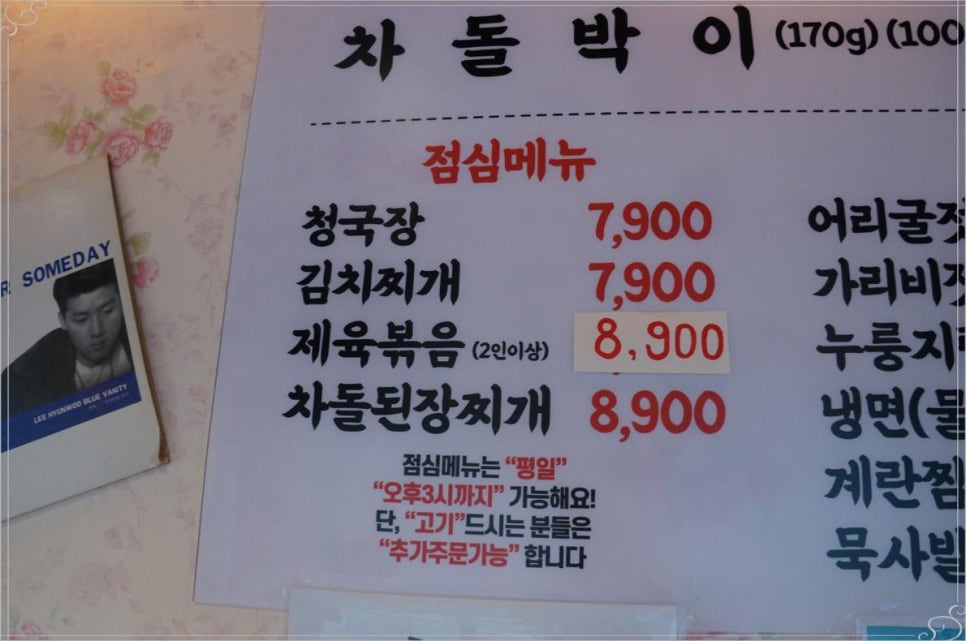 차돌박이 (170g) (100
점심메뉴
청국장 7,900
김치찌개 7,900
제육볶음 (2인이상) 8,900
차돌된장찌개 8,900
점심메뉴는 “평일”
“오후3시까지” 가능해요!
단, “고기”드시는 분들은
“추가주문가능” 합니다
어리굴젓
가리비젓
누룽지
냉면(물
계란찜
묵사발
SOMEDAY
LEE HYUNWOO BLUE VANITY